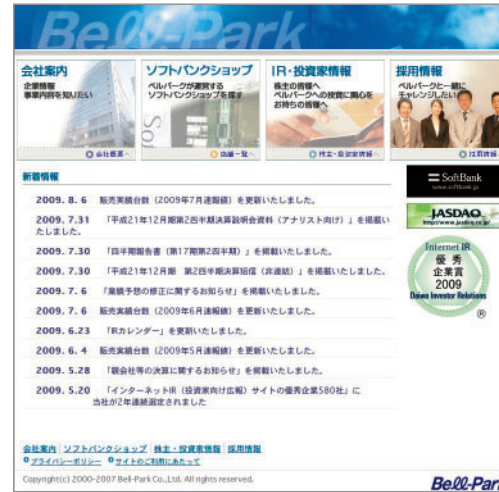 Bell-Park
会社案内
企業情報
事業内容を知りたい
会社概要へ
ソフトバンクショップ
ベルパークが運営する
ソフトバンクショップを探す
店舗一覧へ
IR・投資家情報
株主の皆様へ
ベルパークへの投資に関心を
お持ちの皆様へ
株主・投資家情報へ
採用情報
ベルパークと一緒に
チャレンジしたい
採用情報
新着情報
2009. 8. 6 販売実績台数（2009年7月速報値）を更新いたしました。
2009. 7.31 「平成21年12月期第2四半期決算説明会資料（アナリスト向け）」を掲載い
たしました。
2009. 7.30 「四半期報告書（第17期第2四半期）」を掲載いたしました。
2009. 7.30 「平成21年12月期 第2四半期決算短信（非連結）」を掲載いたしました。
2009. 7. 6 「業績予想の修正に関するお知らせ」を掲載いたしました。
2009. 7. 6 販売実績台数（2009年6月速報値）を更新いたしました。
2009. 6.23 「IRカレンダー」を更新いたしました。
2009. 6. 4 販売実績台数（2009年5月速報値）を更新いたしました。
2009. 5.28 「親会社等の決算に関するお知らせ」を掲載いたしました。
2009. 5.20 「インターネットIR（投資家向け広報）サイトの優秀企業580社」に
当社が2年連続選定されました
SoftBank
www.softbank.jp
JASDAQ
http://www.jasdaq.co.jp/
Internet IR
優秀
企業賞
2009
Daiwa Investor Relations
®
会社案内 ソフトバンクショップ 株主・投資家情報 採用情報
プライバシーポリシー サイトのご利用にあたって
Copyright(c) 2000-2007 Bell-Park Co.,Ltd. All rights reserved.
Bell-Par